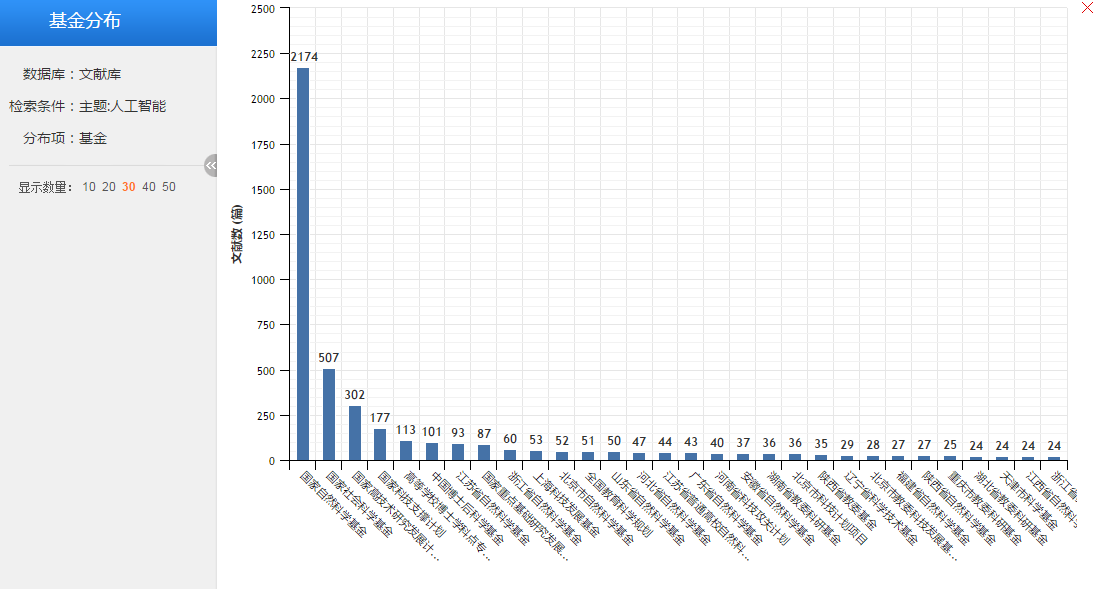 基金分布
数据库：文献库
检索条件：主题:人工智能
分布项：基金
显示数量： 10 20 30 40 50
文献数 (篇)
2500
2250
2000
1750
1500
1250
1000
750
500
250
0
2174
507
302
177
113
101
93
87
60
53
52
51
50
47
44
43
40
37
36
36
35
29
28
27
27
25
24
24
24
24
国家自然科学基金
国家社会科学基金
国家高技术研究发展计...
国家科技支撑计划
高等学校博士学科点专...
中国博士后科学基金
江苏省自然科学基金
国家重点基础研究发展...
浙江省自然科学基金
上海科技发展基金
北京市自然科学基金
全国教育科学规划
山东省自然科学基金
河北省自然科学基金
江苏省普通高校自然科...
广东省自然科学基金
河南省科技攻关计划
安徽省自然科学基金
湖南省教委科研基金
北京市科技计划项目
陕西省教委基金
辽宁省科学技术基金
北京市教委科技发展基...
福建省自然科学基金
陕西省自然科学基金
重庆市教委科研基金
湖北省教委科研基金
天津市科学基金
江西省自然科
浙江省